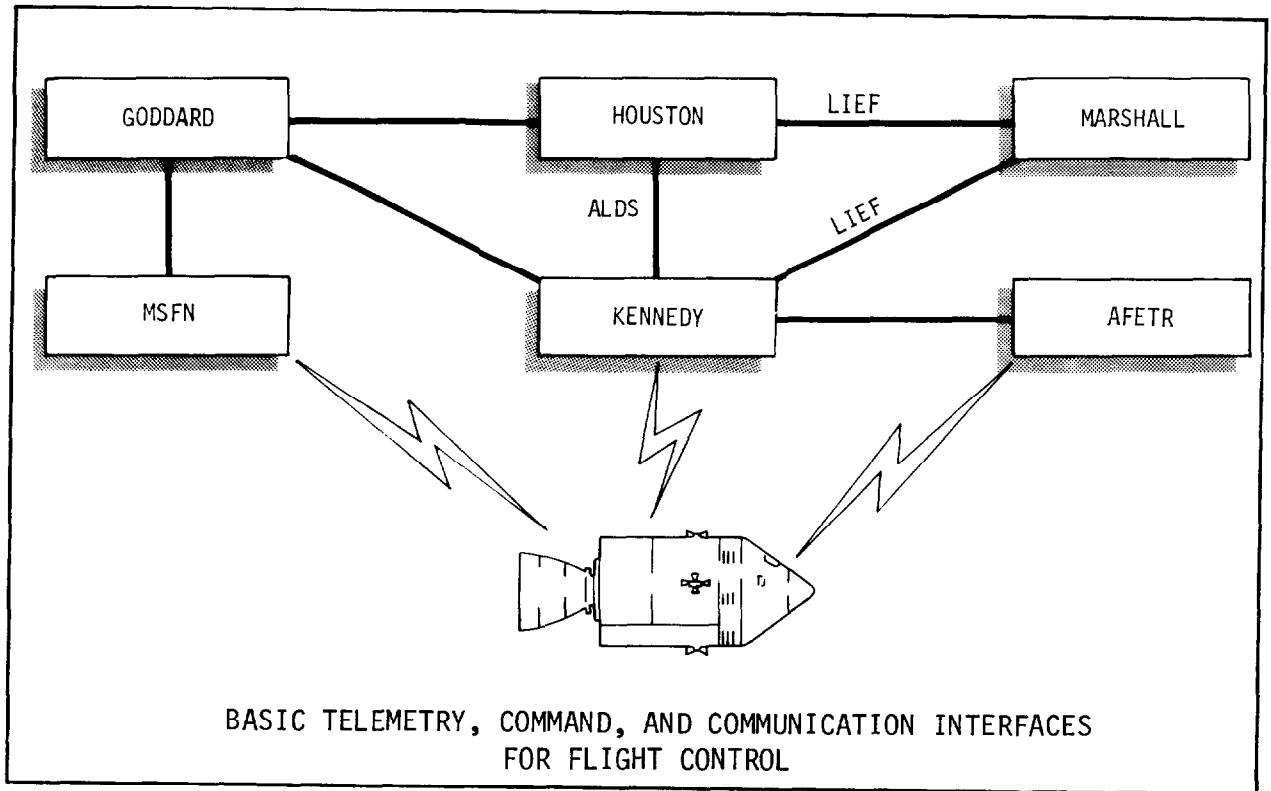 GODDARD
HOUSTON
LIEF
MARSHALL
ALDS
LIEF
MSFN
KENNEDY
AFETR
BASIC TELEMETRY, COMMAND, AND COMMUNICATION INTERFACES
FOR FLIGHT CONTROL